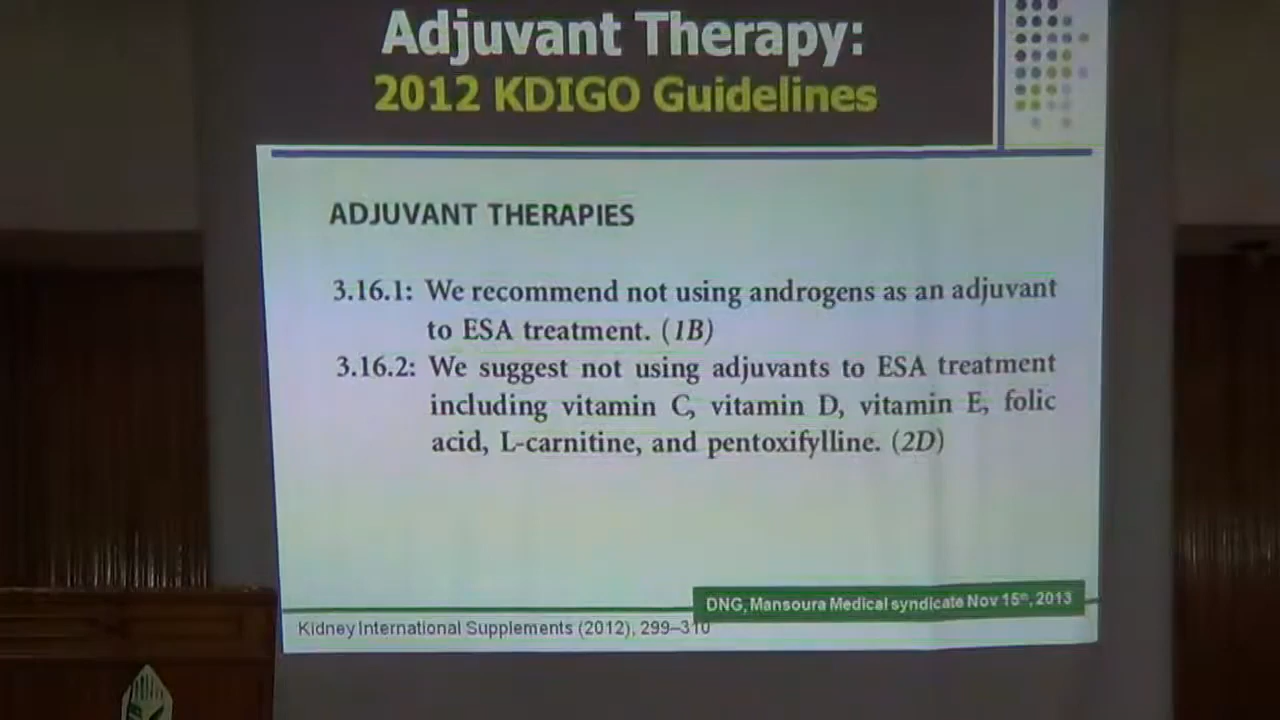 Adjuvant Therapy:
2012 KDIGO Guidelines
ADJUVANT THERAPIES
3.16.1: We recommend not using androgens as an adjuvant
to ESA treatment. (1B)
3.16.2: We suggest not using adjuvants to ESA treatment
including vitamin C, vitamin D, vitamin E, folic
acid, L-carnitine, and pentoxifylline. (2D)
DNG, Mansoura Medical syndicate Nov 15th, 2013
Kidney International Supplements (2012), 299–310